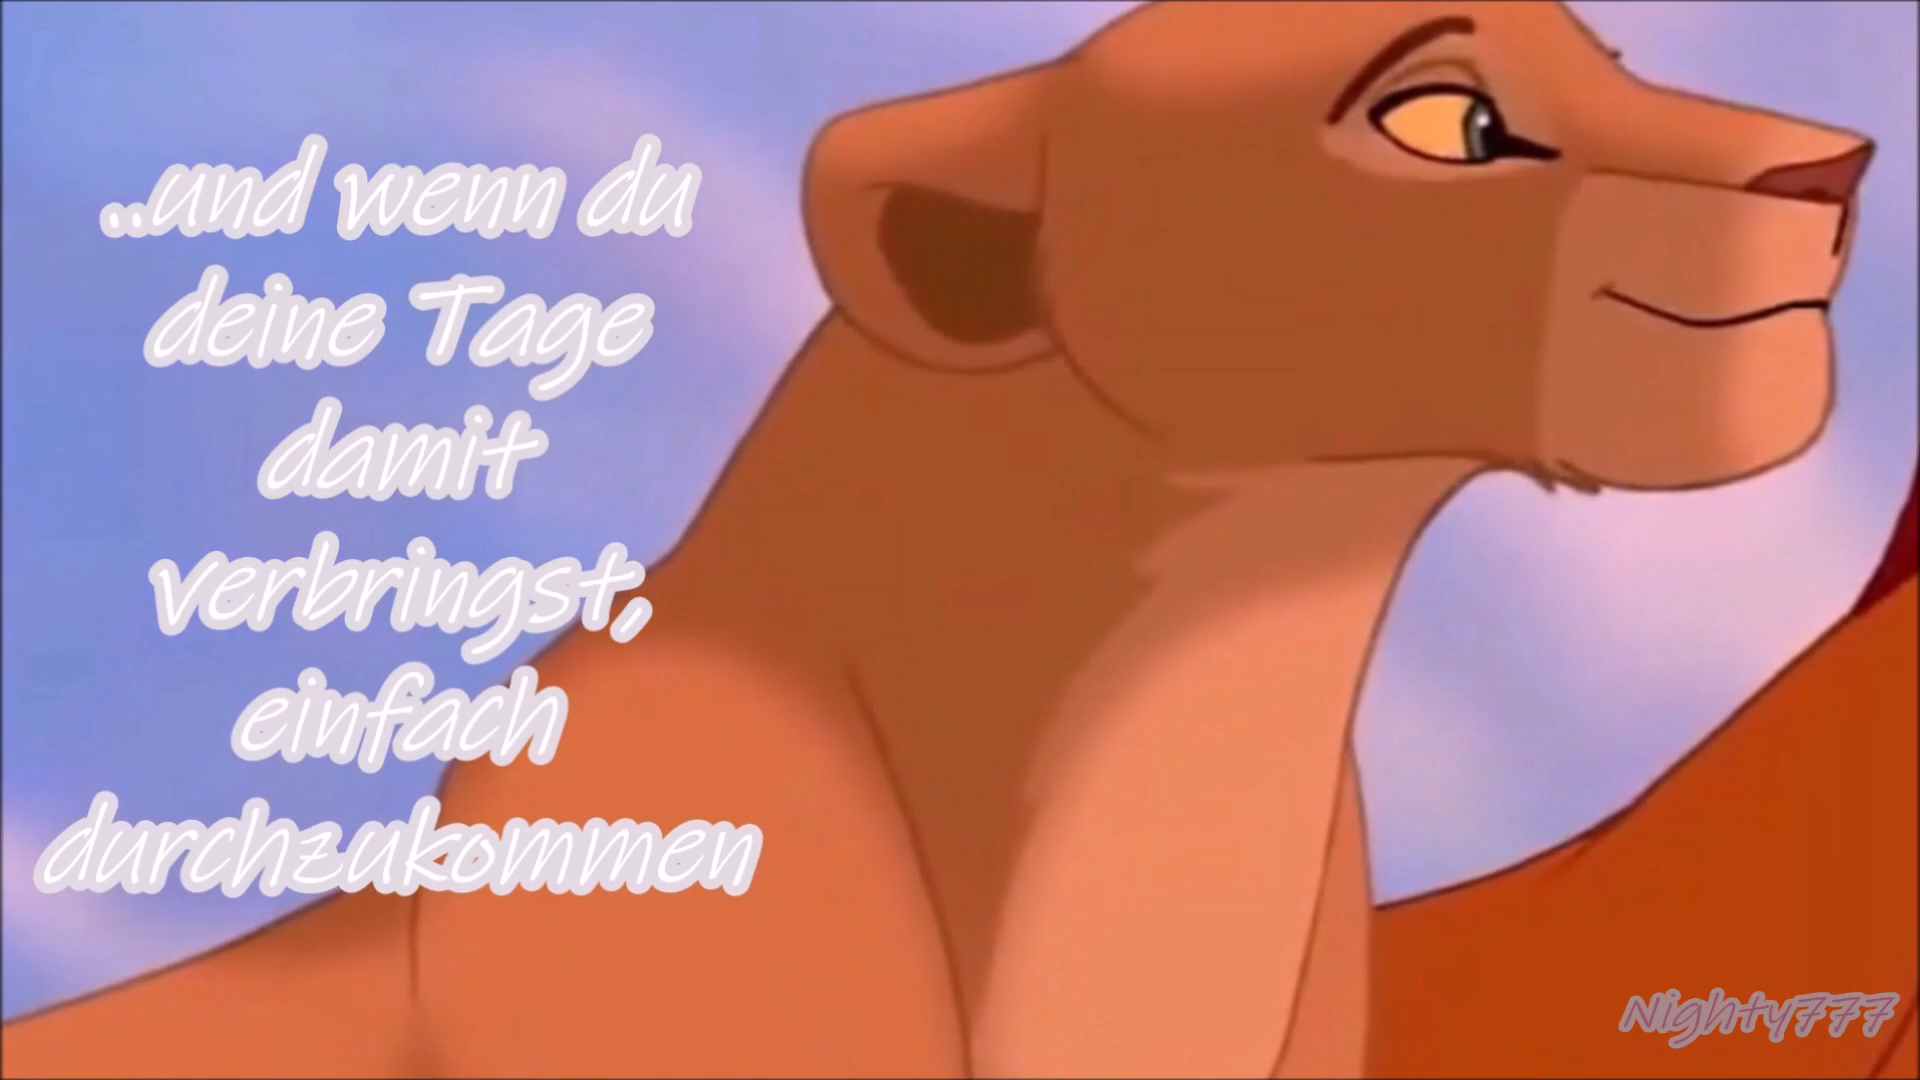 ..und wenn du
deine Tage
damit
verbringst,
einfach
durchzukommen
Nighty777